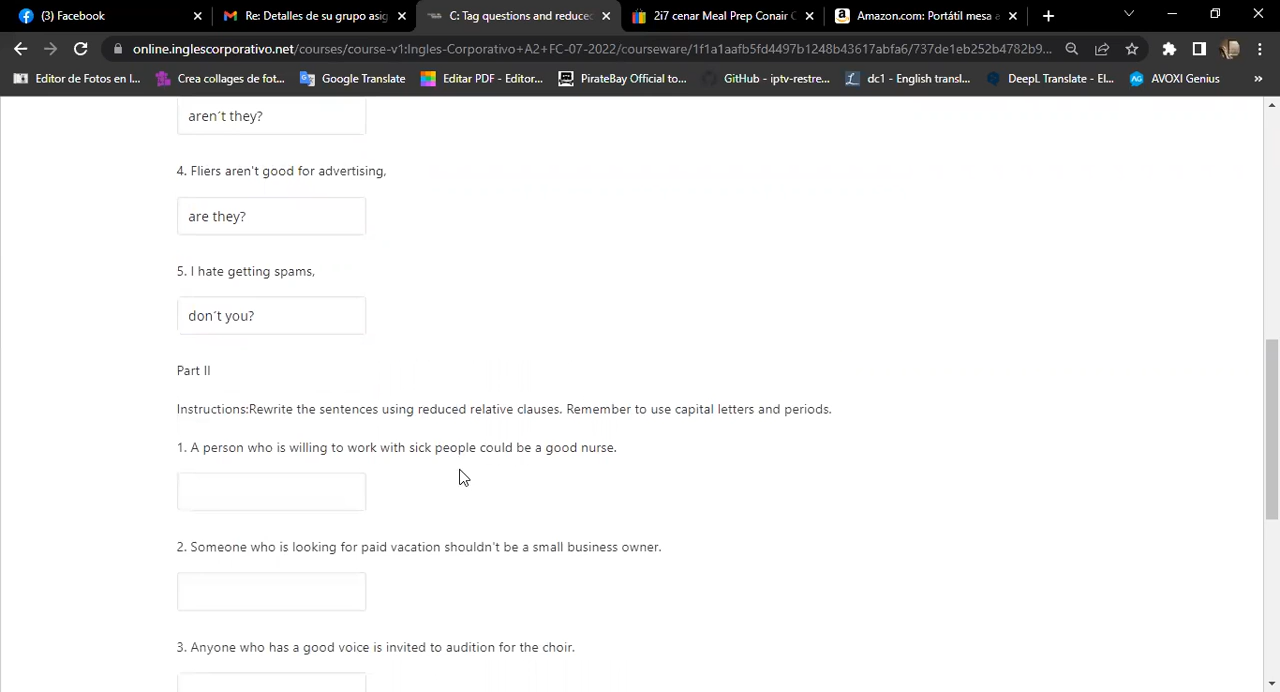 (3) Facebook
Re: Detalles de su grupo asig
C: Tag questions and reduced
2i7 cenar Meal Prep Conair C
Amazon.com: Portátil mesa a
online.inglescorporativo.net/courses/course-v1:Ingles-Corporativo+A2+FC-07-2022/courseware/1f1a1aafb5fd4497b1248b43617abfa6/737de1eb252b4782b9...
Editor de Fotos en l...
Crea collages de fot...
Google Translate
Editar PDF - Editor...
PirateBay Official to...
GitHub - iptv-restre...
dc1 - English transl...
DeepL Translate - El...
AVOXI Genius
aren´t they?
4. Fliers aren't good for advertising,
are they?
5. I hate getting spams,
don´t you?
Part II
Instructions:Rewrite the sentences using reduced relative clauses. Remember to use capital letters and periods.
1. A person who is willing to work with sick people could be a good nurse.
2. Someone who is looking for paid vacation shouldn't be a small business owner.
3. Anyone who has a good voice is invited to audition for the choir.